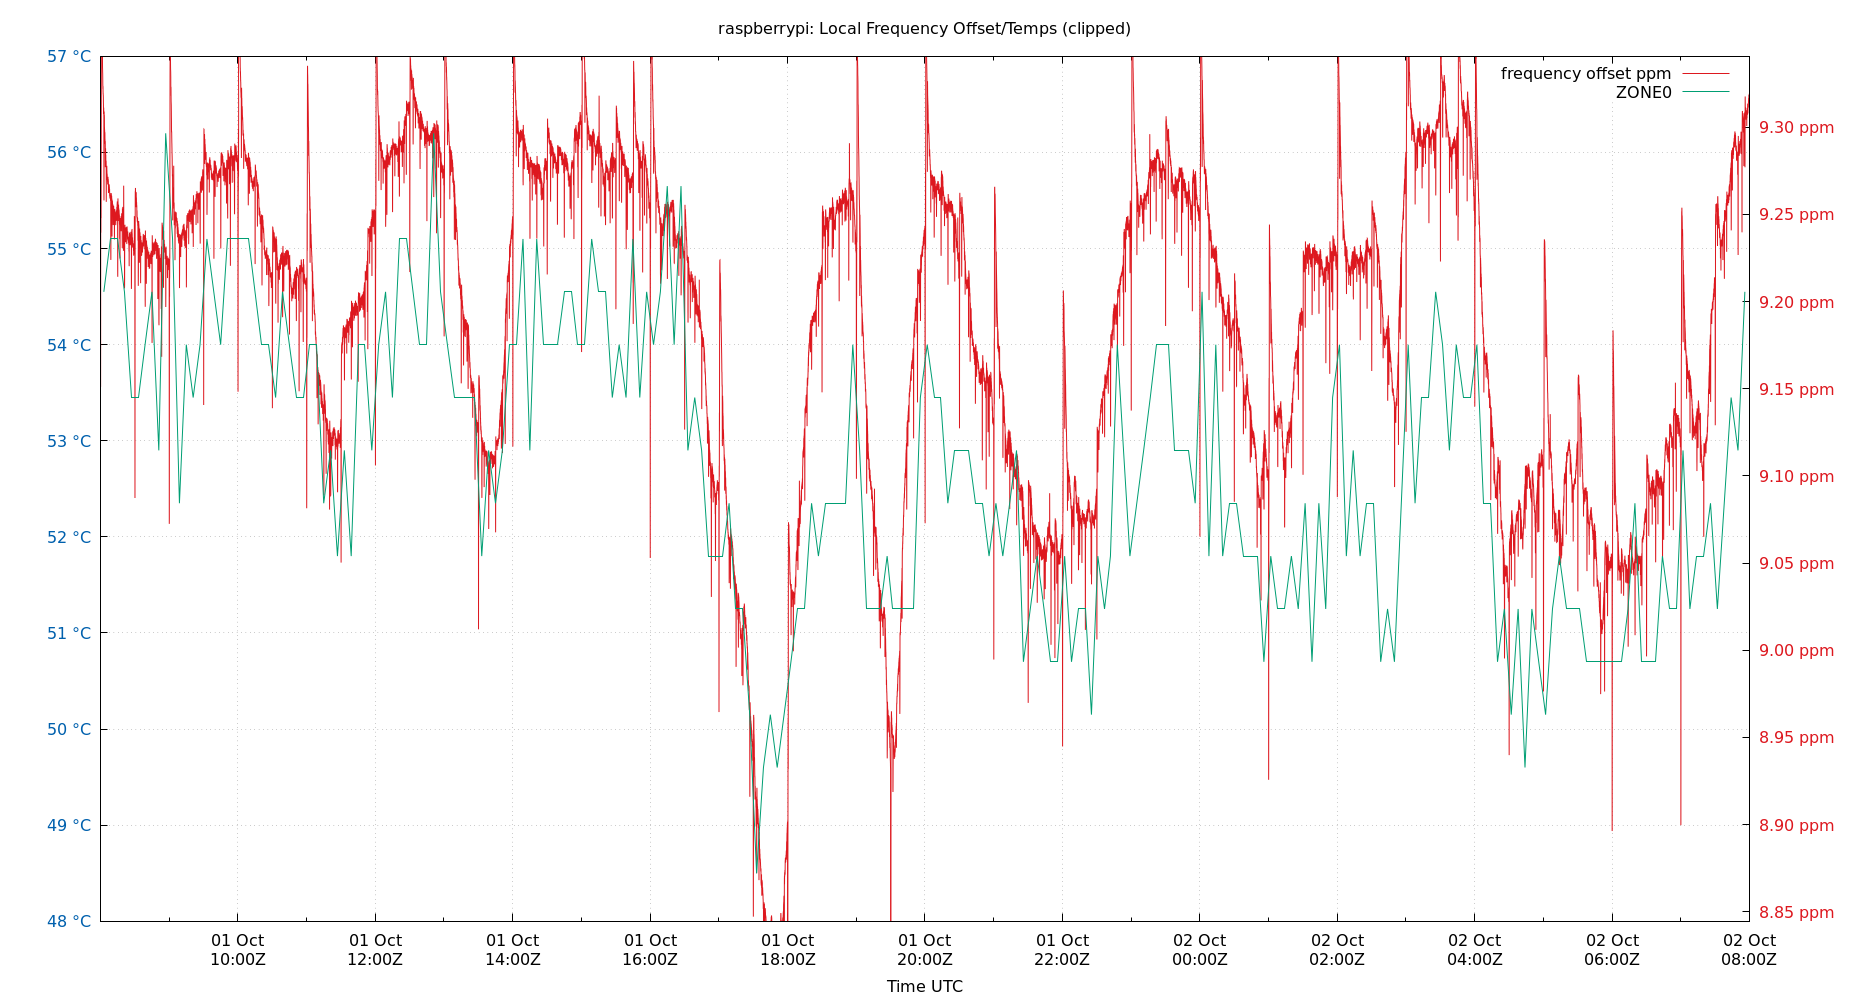 raspberrypi: Local Frequency Offset/Temps (clipped)
frequency offset ppm
ZONE0
57 °C
56 °C
55 °C
54 °C
53 °C
52 °C
51 °C
50 °C
49 °C
48 °C
9.30 ppm
9.25 ppm
9.20 ppm
9.15 ppm
9.10 ppm
9.05 ppm
9.00 ppm
8.95 ppm
8.90 ppm
8.85 ppm
01 Oct 01 Oct 01 Oct 01 Oct 01 Oct 01 Oct 01 Oct 02 Oct 02 Oct 02 Oct 02 Oct 02 Oct
10:00Z 12:00Z 14:00Z 16:00Z 18:00Z 20:00Z 22:00Z 00:00Z 02:00Z 04:00Z 06:00Z 08:00Z
Time UTC